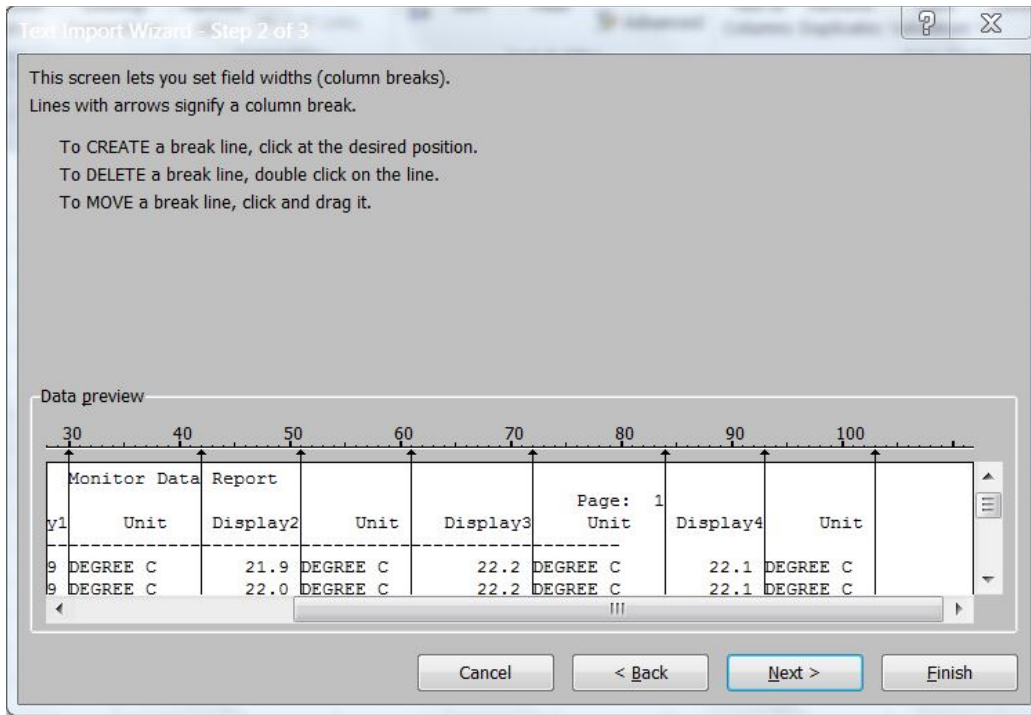 Text Import Wizard - Step 2 of 3
Advanced
This screen lets you set field widths (column breaks).
Lines with arrows signify a column break.
To CREATE a break line, click at the desired position.
To DELETE a break line, double click on the line.
To MOVE a break line, click and drag it.
Data preview
30 40 50 60 70 80 90 100
Monitor Data Report
Page: 1
y1 Unit Display2 Unit Display3 Unit Display4 Unit
----------------------------------------------------
9 DEGREE C 21.9 DEGREE C 22.2 DEGREE C 22.1 DEGREE C
9 DEGREE C 22.0 DEGREE C 22.2 DEGREE C 22.1 DEGREE C
Cancel < Back Next > Finish